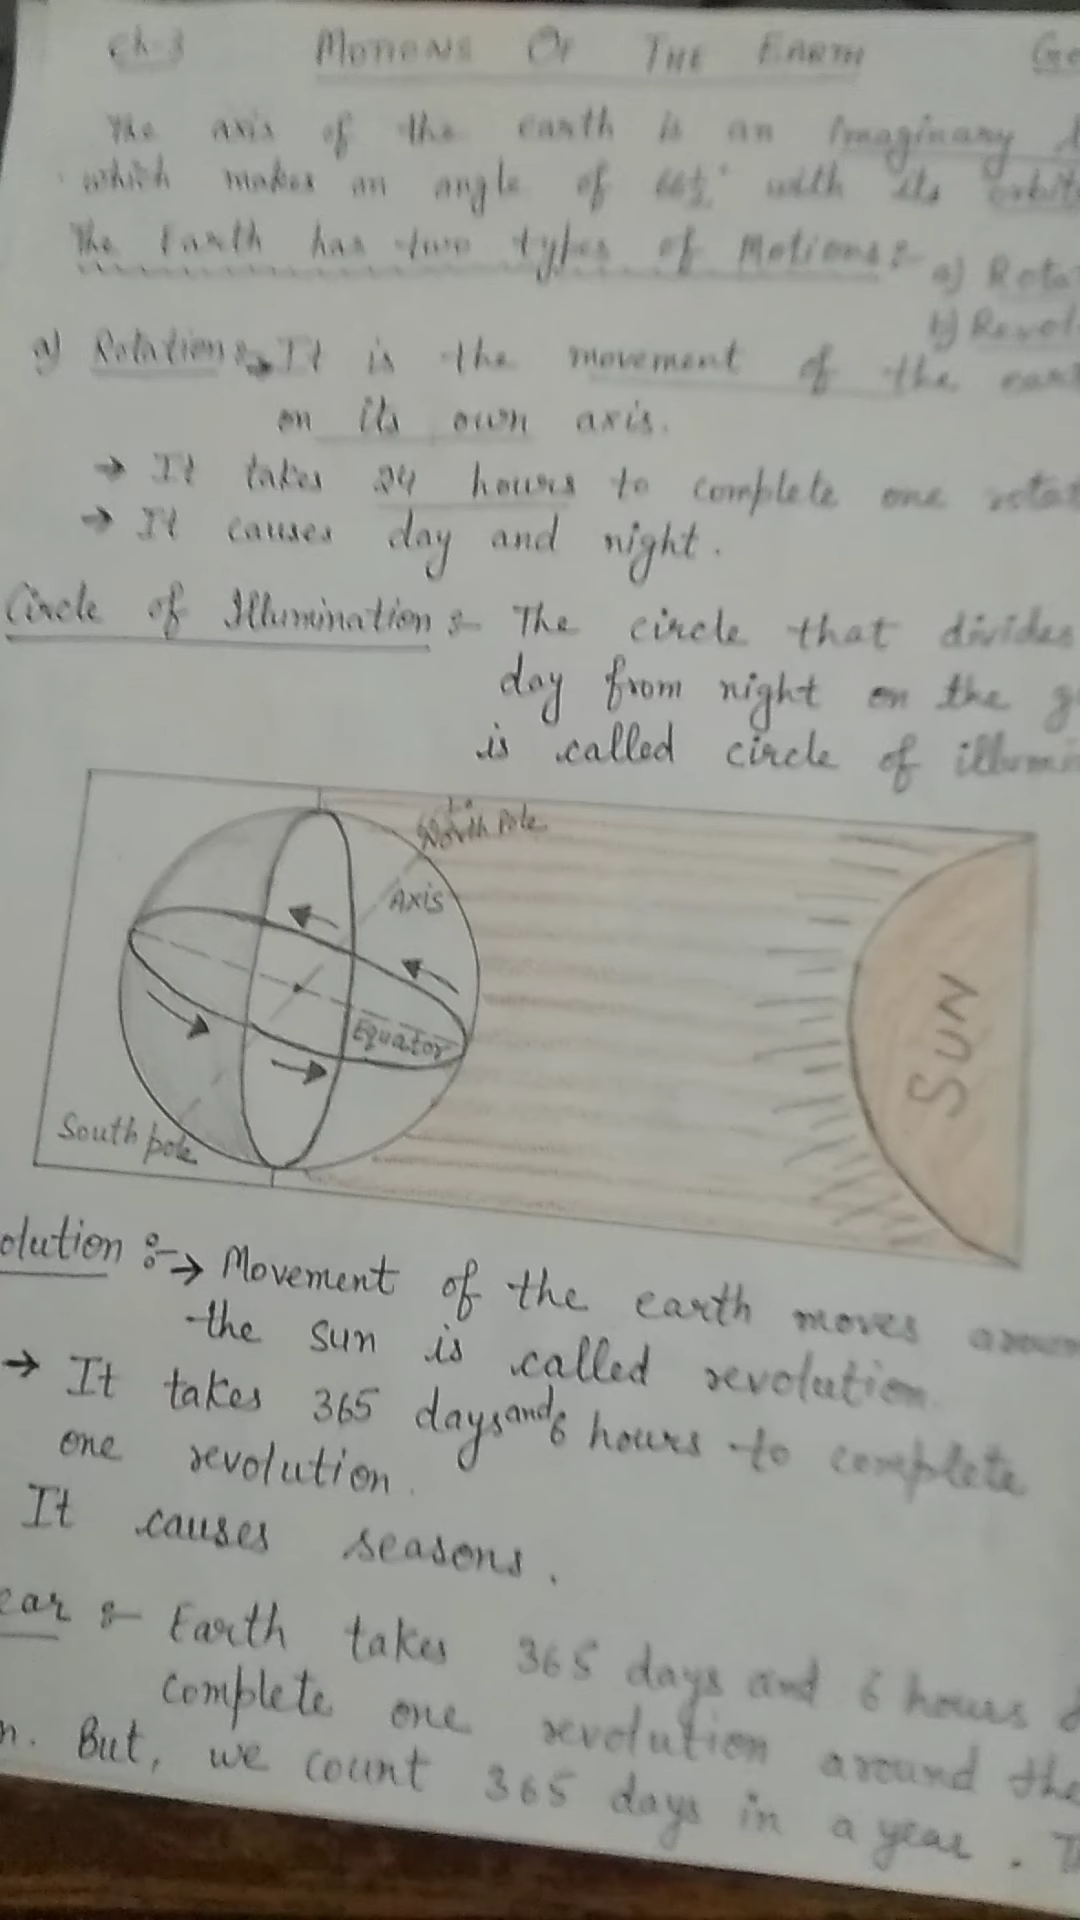 Ch-3 MOTIONS OF THE EARTH Ge
The axis of the earth is an imaginary l
which makes an angle of 66½° with its orbit
The Earth has two types of Motions:- a) Rota
b) Revol
a) Rotation:→ It is the movement of the eart
on its own axis.
→ It takes 24 hours to complete one rotat
→ It causes day and night.
Circle of Illumination:- The circle that divides
day from night on the g
is called circle of illumi
North Pole
Axis
Equator
South pole
SUN
olution :-→ Movement of the earth moves aroun
the sun is called revolution.
→ It takes 365 days and 6 hours to complete
one revolution.
It causes seasons.
ear :- Earth takes 365 days and 6 hours
complete one revolution around the
n. But, we count 365 days in a year. T